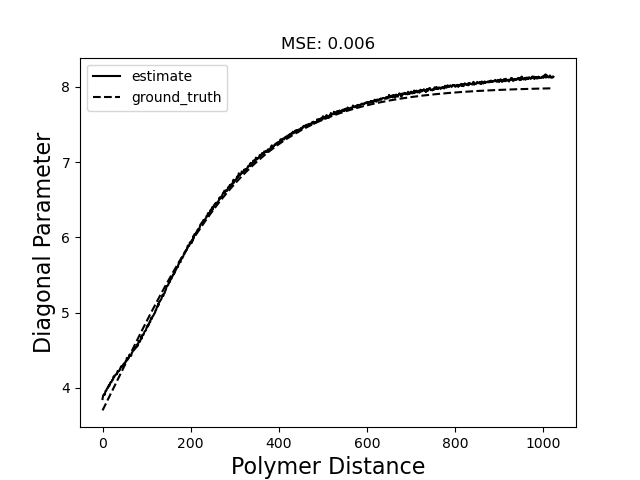 MSE: 0.006
estimate
ground_truth
Diagonal Parameter
8
7
6
5
4
0 200 400 600 800 1000
Polymer Distance